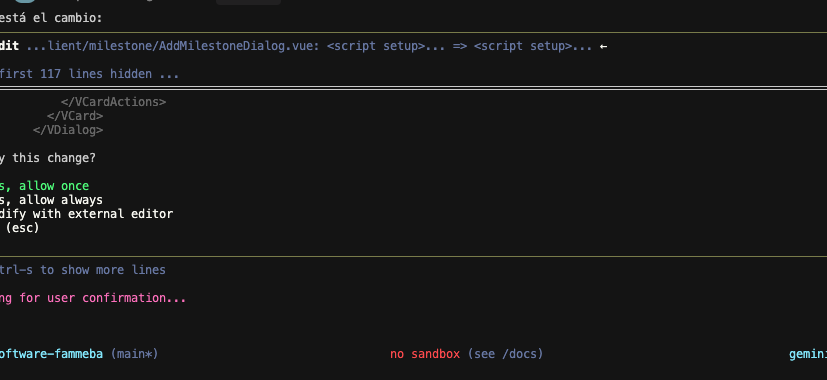 está el cambio:
dit ...lient/milestone/AddMilestoneDialog.vue: <script setup>... => <script setup>... ←
first 117 lines hidden ...
</VCardActions>
</VCard>
</VDialog>
y this change?
s, allow once
s, allow always
dify with external editor
(esc)
trl-s to show more lines
ng for user confirmation...
oftware-fammeba (main*) no sandbox (see /docs) gemini